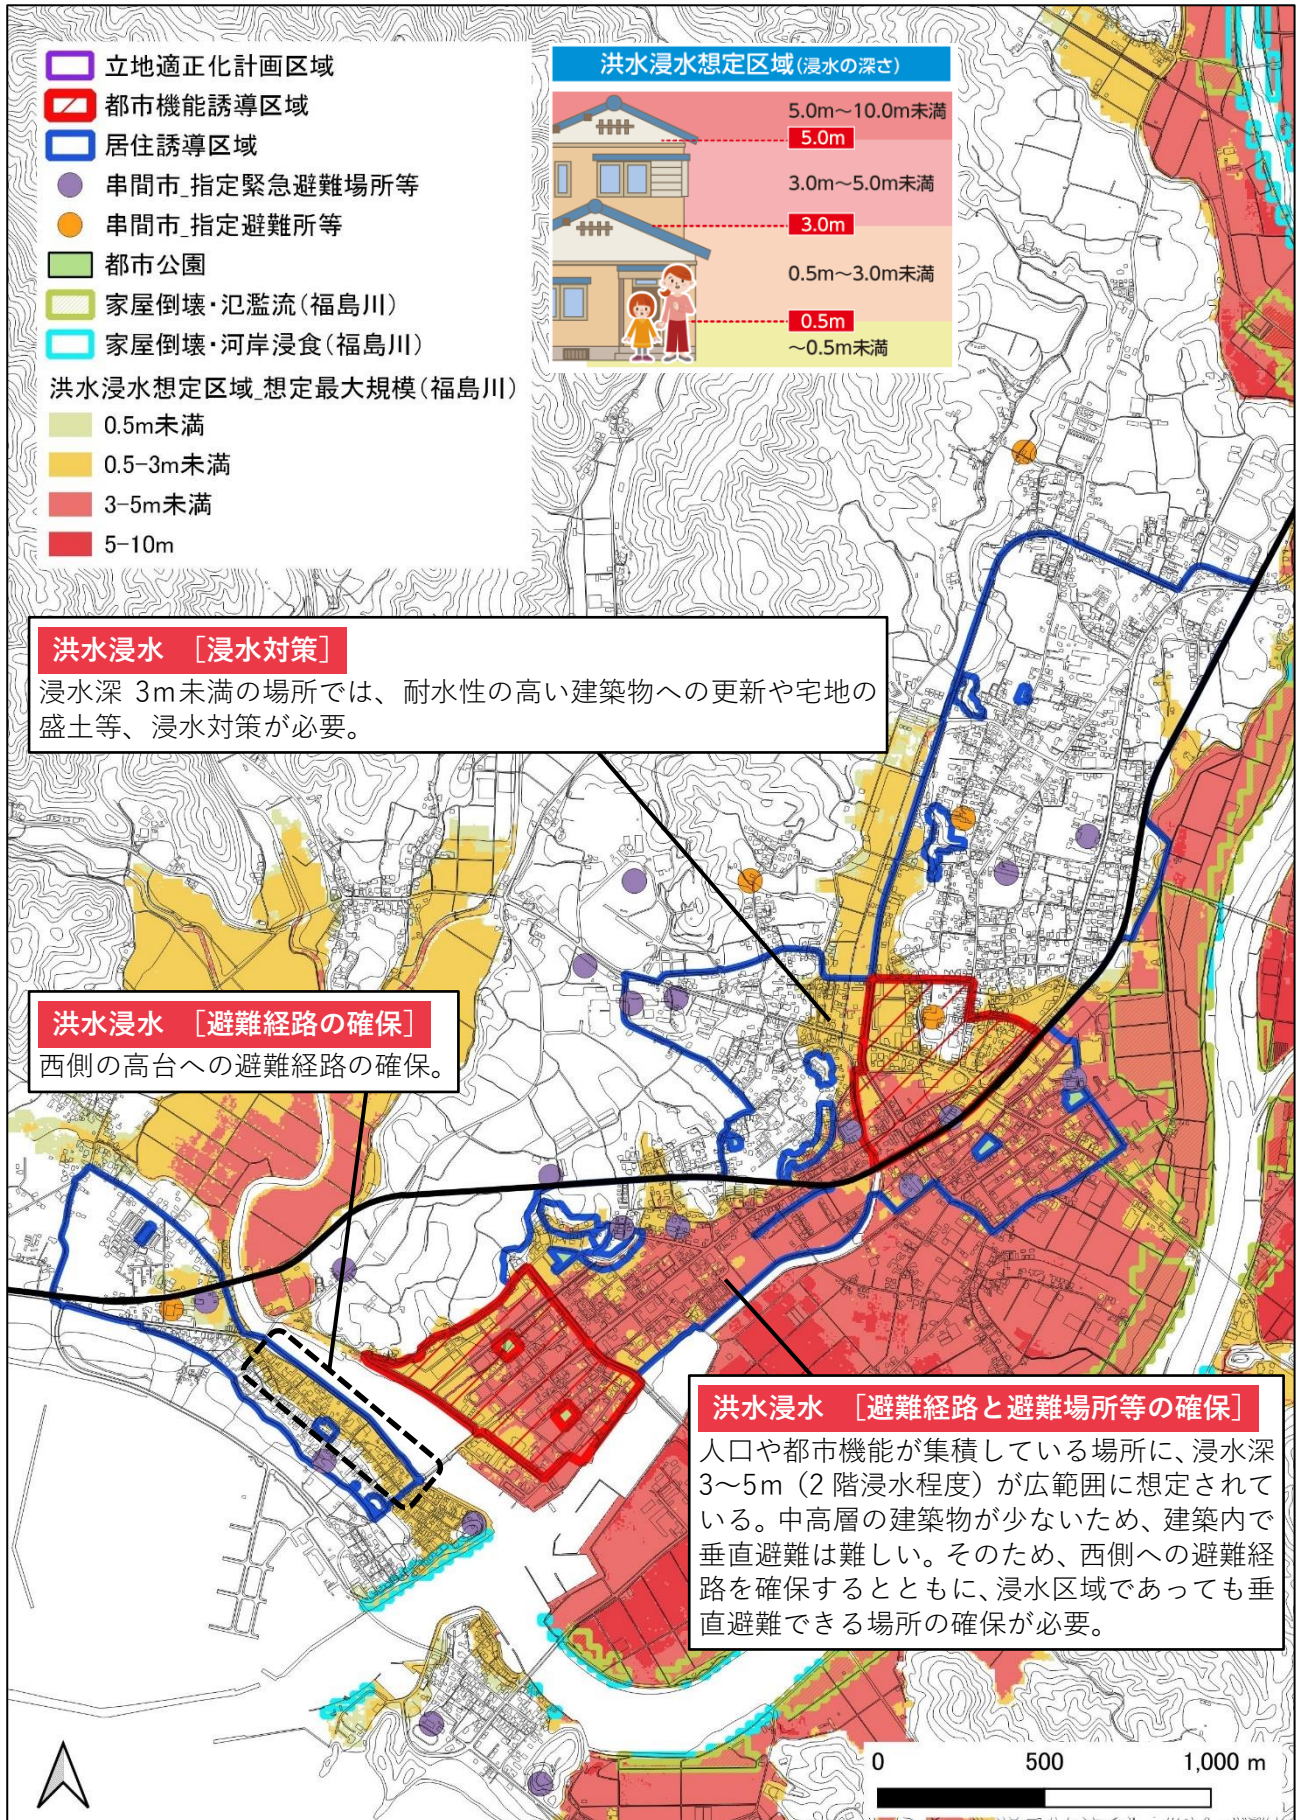 立地適正化計画区域
都市機能誘導区域
居住誘導区域
串間市_指定緊急避難場所等
串間市_指定避難所等
都市公園
家屋倒壊・氾濫流(福島川)
家屋倒壊・河岸浸食(福島川)
洪水浸水想定区域_想定最大規模(福島川)
0.5m未満
0.5-3m未満
3-5m未満
5-10m
洪水浸水想定区域(浸水の深さ)
5.0m～10.0m未満
5.0m
3.0m～5.0m未満
3.0m
0.5m～3.0m未満
0.5m
～0.5m未満
洪水浸水 [浸水対策]
浸水深 3m未満の場所では、耐水性の高い建築物への更新や宅地の
盛土等、浸水対策が必要。
洪水浸水 [避難経路の確保]
西側の高台への避難経路の確保。
洪水浸水 [避難経路と避難場所等の確保]
人口や都市機能が集積している場所に、浸水深
3～5m（2 階浸水程度）が広範囲に想定されて
いる。中高層の建築物が少ないため、建築内で
垂直避難は難しい。そのため、西側への避難経
路を確保するとともに、浸水区域であっても垂
直避難できる場所の確保が必要。
0 500 1,000 m